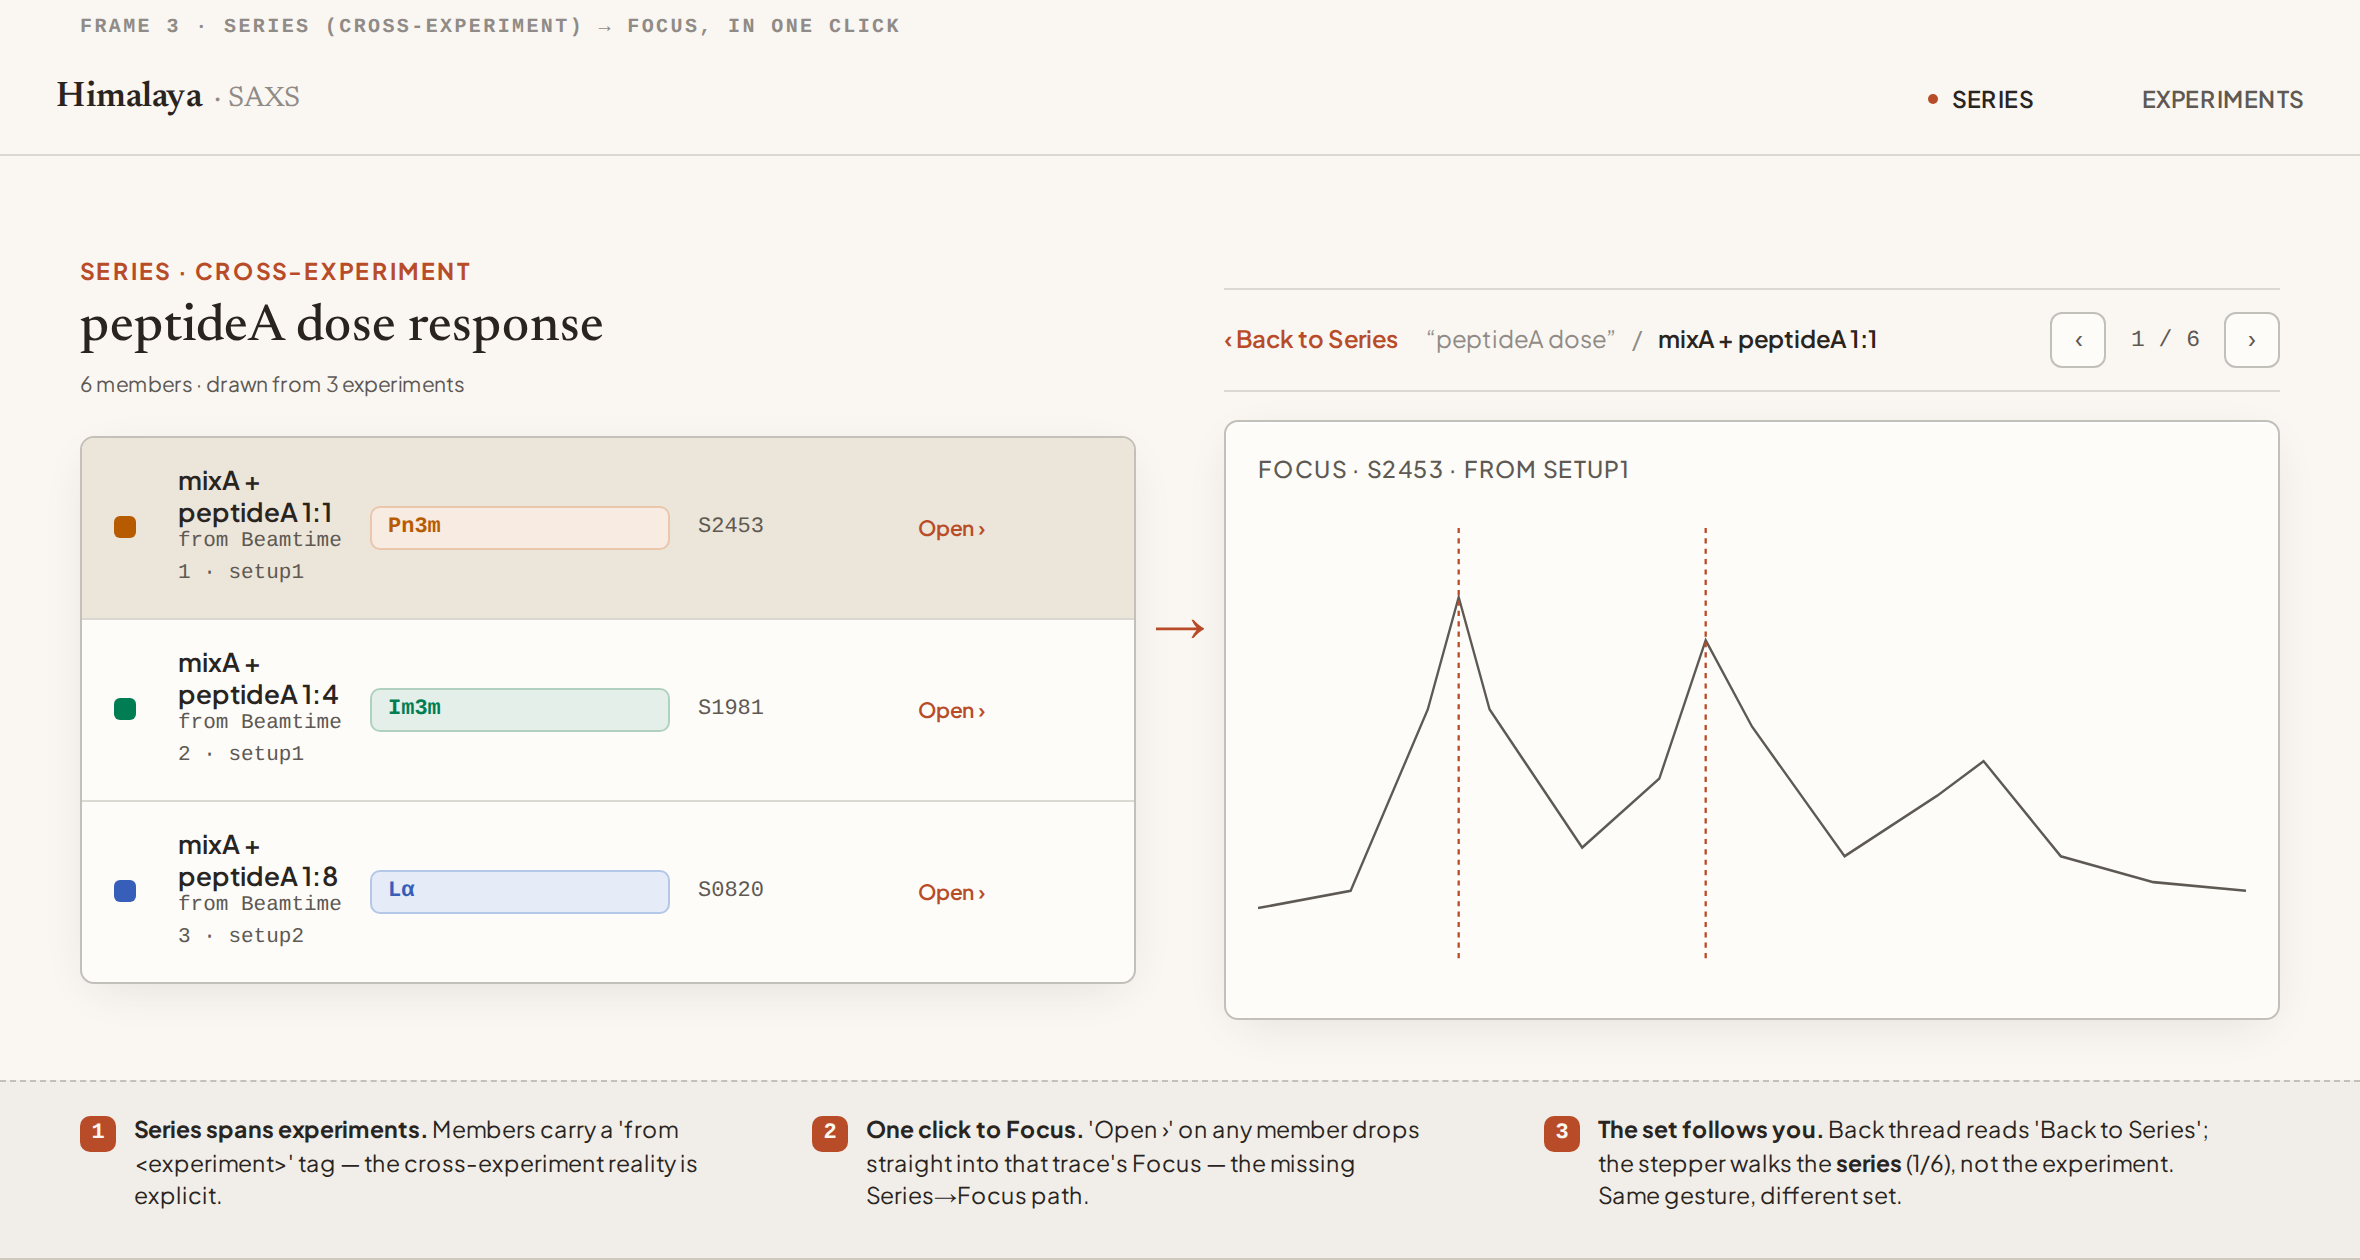 FRAME 3 · SERIES (CROSS-EXPERIMENT) → FOCUS, IN ONE CLICK
Himalaya · SAXS
SERIES
EXPERIMENTS
SERIES · CROSS-EXPERIMENT
peptideA dose response
6 members · drawn from 3 experiments
mixA +
peptideA 1:1
from Beamtime
1 · setup1
Pn3m
S2453
Open ›
mixA +
peptideA 1:4
from Beamtime
2 · setup1
Im3m
S1981
Open ›
mixA +
peptideA 1:8
from Beamtime
3 · setup2
Lα
S0820
Open ›
→
‹ Back to Series “peptideA dose” / mixA + peptideA 1:1
‹ 1 / 6 ›
FOCUS · S2453 · FROM SETUP1
1 Series spans experiments. Members carry a 'from
<experiment>' tag — the cross-experiment reality is
explicit.
2 One click to Focus. 'Open ›' on any member drops
straight into that trace's Focus — the missing
Series→Focus path.
3 The set follows you. Back thread reads 'Back to Series';
the stepper walks the series (1/6), not the experiment.
Same gesture, different set.